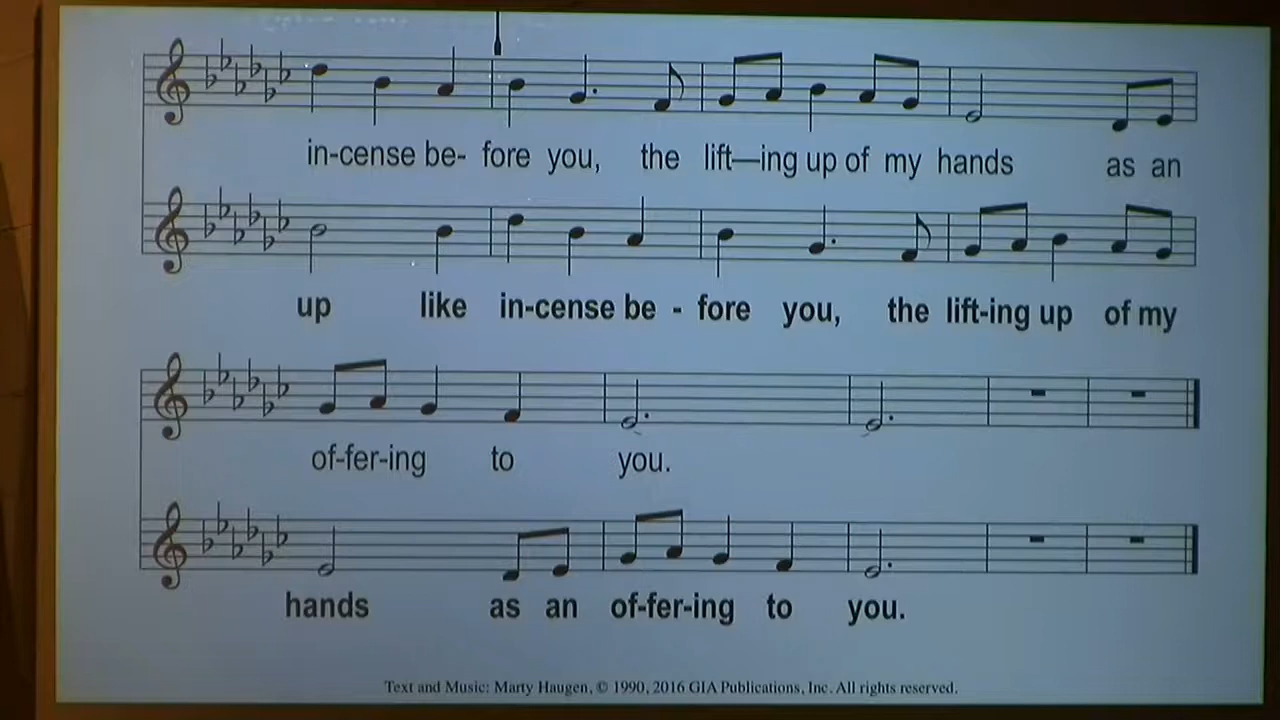 in-cense be- fore you, the lift—ing up of my hands as an
up like in-cense be - fore you, the lift-ing up of my
of-fer-ing to you.
hands as an of-fer-ing to you.
Text and Music: Marty Haugen, © 1990, 2016 GIA Publications, Inc. All rights reserved.